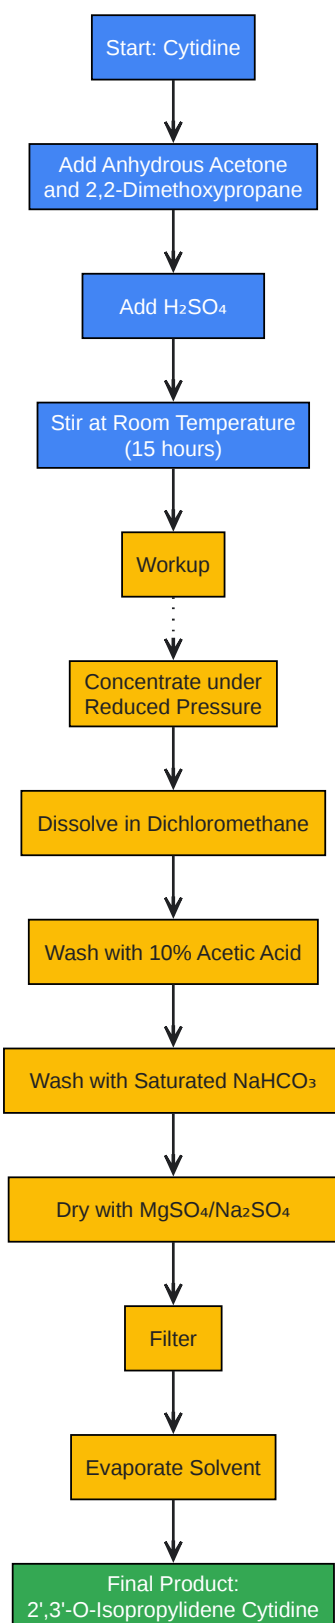 Start: Cytidine
Add Anhydrous Acetone
and 2,2-Dimethoxypropane
Add H₂SO₄
Stir at Room Temperature
(15 hours)
Workup
Concentrate under
Reduced Pressure
Dissolve in Dichloromethane
Wash with 10% Acetic Acid
Wash with Saturated NaHCO₃
Dry with MgSO₄/Na₂SO₄
Filter
Evaporate Solvent
Final Product:
2',3'-O-Isopropylidene Cytidine